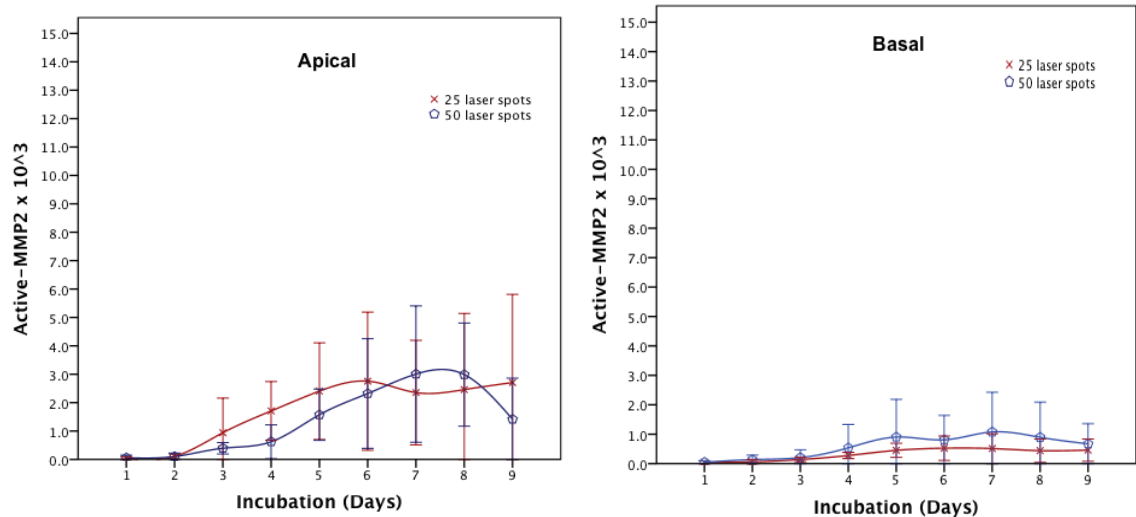 Apical
25 laser spots
50 laser spots
Active-MMP2 x 10^3
15.0
14.0
13.0
12.0
11.0
10.0
9.0
8.0
7.0
6.0
5.0
4.0
3.0
2.0
1.0
0.0
1 2 3 4 5 6 7 8 9
Incubation (Days)
Basal
25 laser spots
50 laser spots
Active-MMP2 x 10^3
15.0
14.0
13.0
12.0
11.0
10.0
9.0
8.0
7.0
6.0
5.0
4.0
3.0
2.0
1.0
0.0
1 2 3 4 5 6 7 8 9
Incubation (Days)